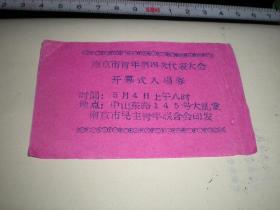 南京市青年第四次代表大会
开幕式入场券
时间：5月4日上午八时
地点：中山东路145号大礼堂
南京市民主青年联合会印发